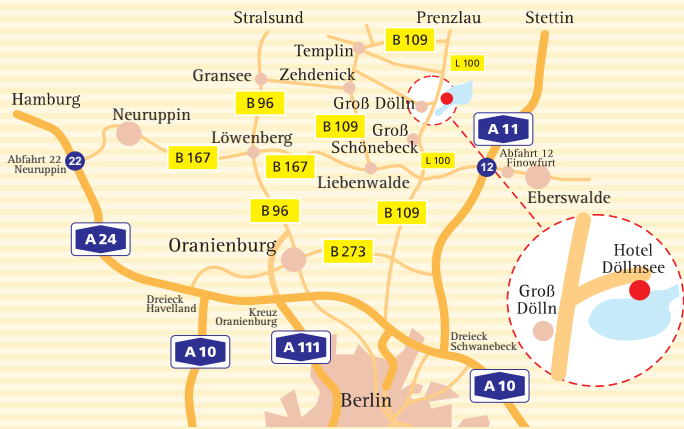 Stralsund
Prenzlau
Stettin
B 109
Templin
L 100
Gransee
Zehdenick
Hamburg
B 96
Groß Dölln
Neuruppin
B 109
Groß
Schönebeck
A 11
Löwenberg
B 167
B 167
L 100
Abfahrt 12
Finowfurt
Abfahrt 22
Neuruppin
22
12
Liebenwalde
Eberswalde
B 96
B 109
A 24
Oranienburg
B 273
Hotel
Döllnsee
Groß
Dölln
Dreieck
Havelland
Kreuz
Oranienburg
A 10
A 111
Dreieck
Schwanebeck
A 10
Berlin